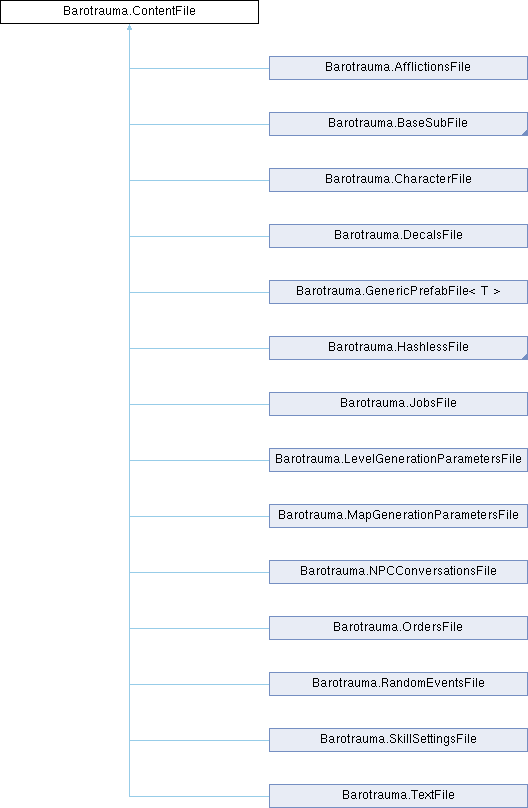 Barotrauma.ContentFile
Barotrauma.AfflictionsFile
Barotrauma.BaseSubFile
Barotrauma.CharacterFile
Barotrauma.DecalsFile
Barotrauma.GenericPrefabFile< T >
Barotrauma.HashlessFile
Barotrauma.JobsFile
Barotrauma.LevelGenerationParametersFile
Barotrauma.MapGenerationParametersFile
Barotrauma.NPCConversationsFile
Barotrauma.OrdersFile
Barotrauma.RandomEventsFile
Barotrauma.SkillSettingsFile
Barotrauma.TextFile